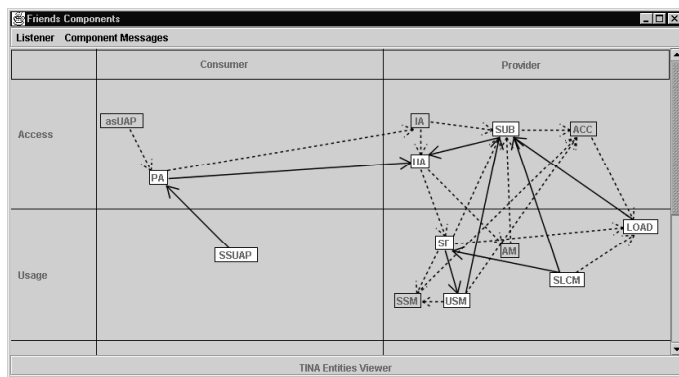 Friends Components
Listener Component Messages
Consumer Provider
Access
asUAP IA SUB ACC
PA UA
LOAD
SF AM
SSUAP
Usage SLCM
SSM USM
TINA Entities Viewer